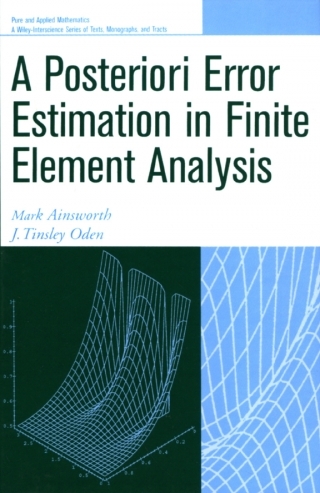 Pure and Applied Mathematics
A Wiley-Interscience Series of Texts, Monographs, and Tracts
A Posteriori Error
Estimation in Finite
Element Analysis
Mark Ainsworth
J. Tinsley Oden